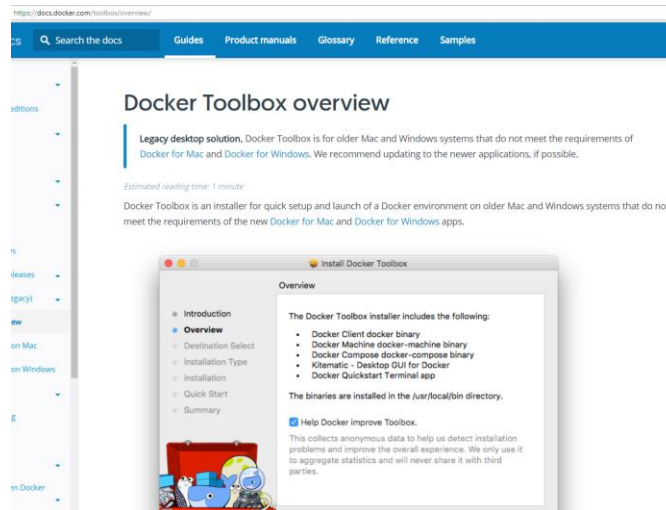 https://docs.docker.com/toolbox/overview/
cs
Search the docs
Guides
Product manuals
Glossary
Reference
Samples
editions
Docker Toolbox overview
Legacy desktop solution. Docker Toolbox is for older Mac and Windows systems that do not meet the requirements of
Docker for Mac and Docker for Windows. We recommend updating to the newer applications, if possible.
Estimated reading time: 1 minute
Docker Toolbox is an installer for quick setup and launch of a Docker environment on older Mac and Windows systems that do no
meet the requirements of the new Docker for Mac and Docker for Windows apps.
s
eleases
egacy)
ew
on Mac
on Windows
g
en Docker
Install Docker Toolbox
Overview
Introduction
Overview
Destination Select
Installation Type
Installation
Quick Start
Summary
The Docker Toolbox installer includes the following:
• Docker Client docker binary
• Docker Machine docker-machine binary
• Docker Compose docker-compose binary
• Kitematic - Desktop GUI for Docker
• Docker Quickstart Terminal app
The binaries are installed in the /usr/local/bin directory.
Help Docker improve Toolbox.
This collects anonymous data to help us detect installation
problems and improve the overall experience. We only use it
to aggregate statistics and will never share it with third
parties.